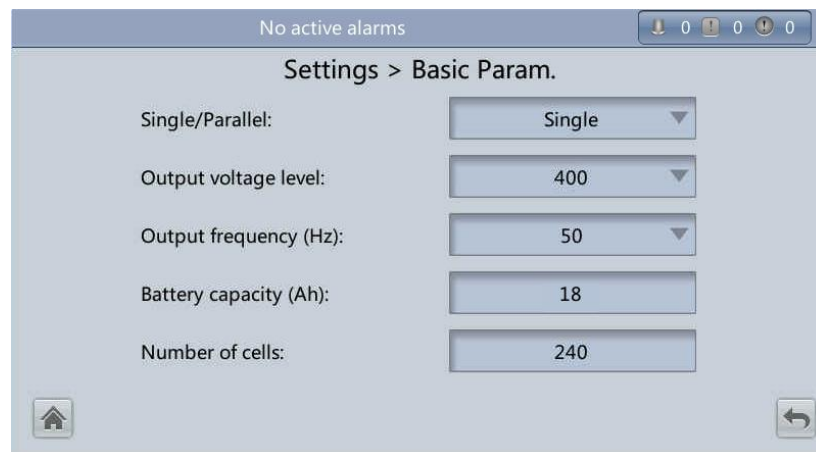 No active alarms 0 0 0
Settings > Basic Param.
Single/Parallel: Single
Output voltage level: 400
Output frequency (Hz): 50
Battery capacity (Ah): 18
Number of cells: 240